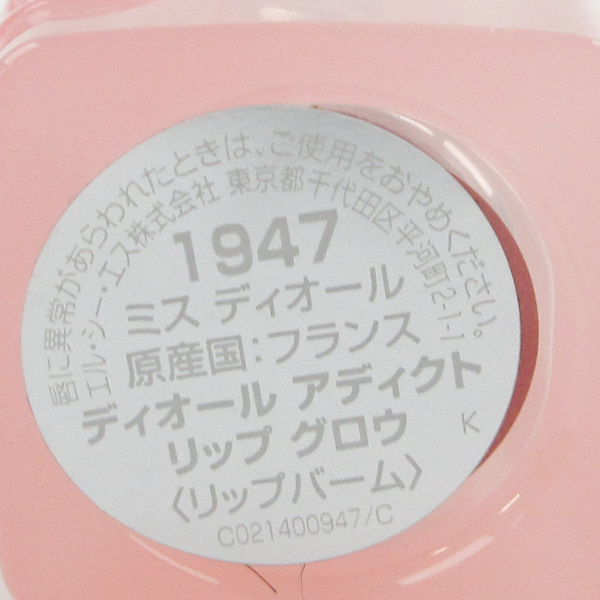 唇に異常があらわれたときは、ご使用をおやめください。
エル・シー・エス株式会社 東京都千代田区平河町2-1-1
1947
ミス ディオール
原産国:フランス
ディオール アディクト
リップ グロウ
K
〈リップバーム〉
C021400947/C